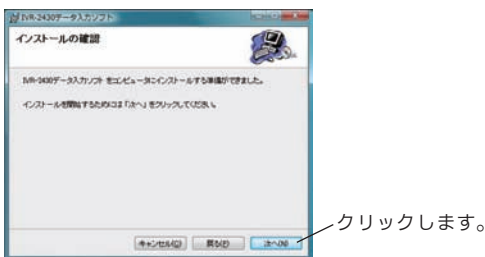 IVR-2430データ入力ソフト
インストールの確認
IVR-2430データ入力ソフト をコンピュータにインストールする準備ができました。
インストールを開始するためには「次へ」をクリックしてください。
クリックします。
キャンセル(C) 戻る(B) 次へ(N)